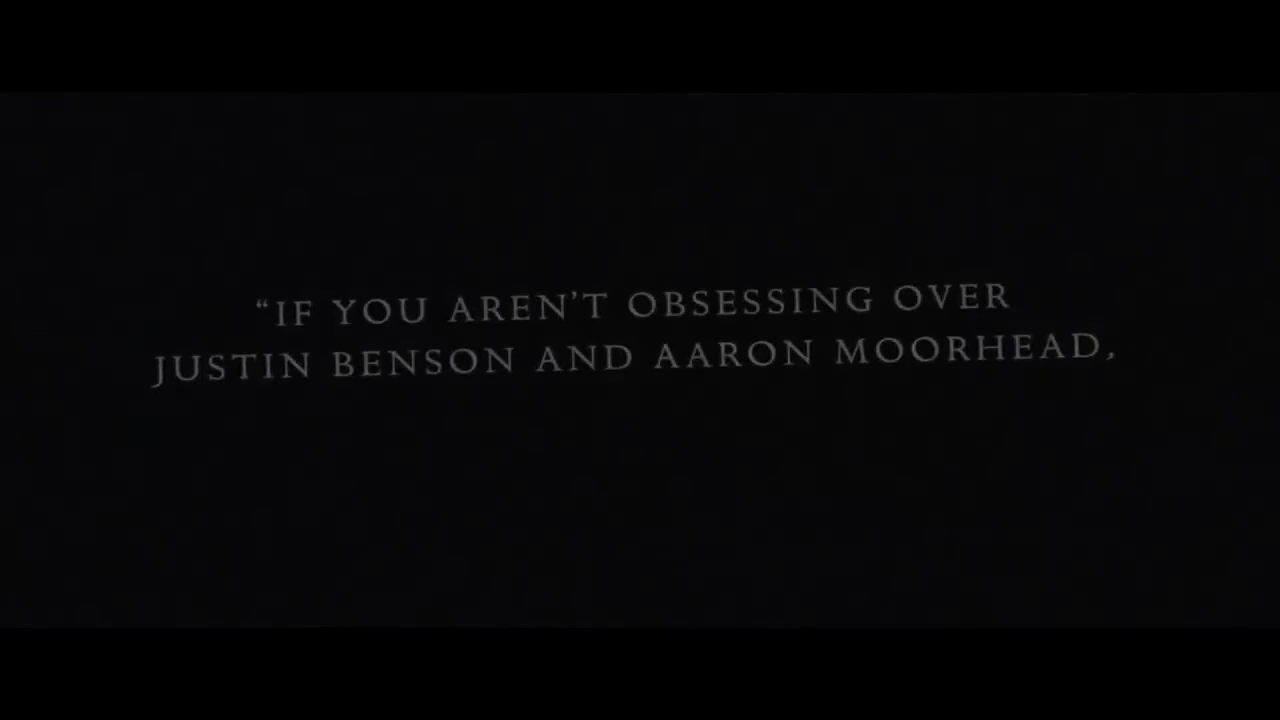 “IF YOU AREN’T OBSESSING OVER
JUSTIN BENSON AND AARON MOORHEAD,